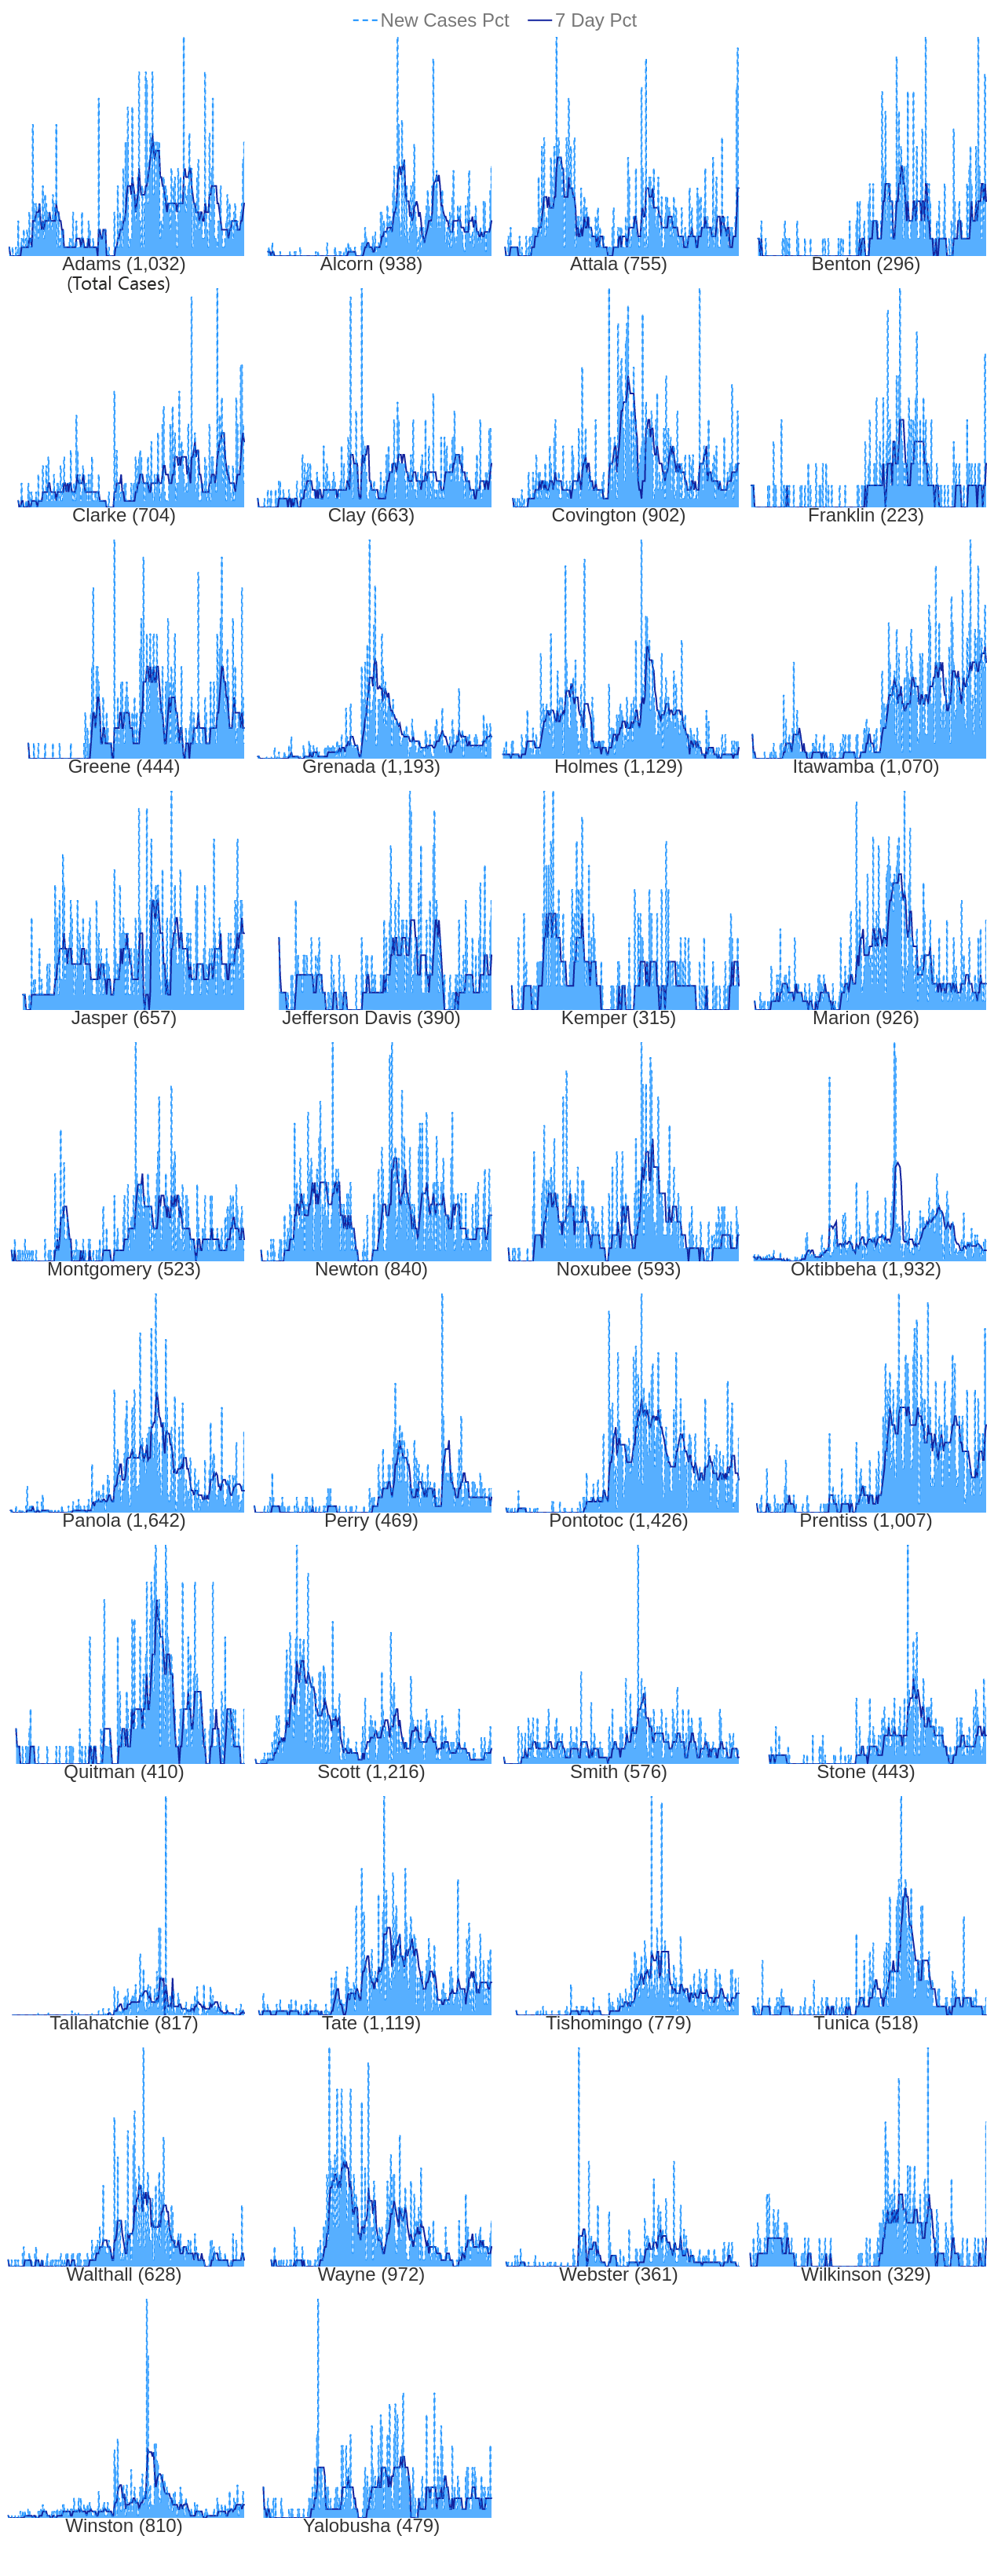 New Cases Pct 7 Day Pct
Adams (1,032) Alcorn (938) Attala (755) Benton (296)
(Total Cases)
Clarke (704) Clay (663) Covington (902) Franklin (223)
Greene (444) Grenada (1,193) Holmes (1,129) Itawamba (1,070)
Jasper (657) Jefferson Davis (390) Kemper (315) Marion (926)
Montgomery (523) Newton (840) Noxubee (593) Oktibbeha (1,932)
Panola (1,642) Perry (469) Pontotoc (1,426) Prentiss (1,007)
Quitman (410) Scott (1,216) Smith (576) Stone (443)
Tallahatchie (817) Tate (1,119) Tishomingo (779) Tunica (518)
Walthall (628) Wayne (972) Webster (361) Wilkinson (329)
Winston (810) Yalobusha (479)